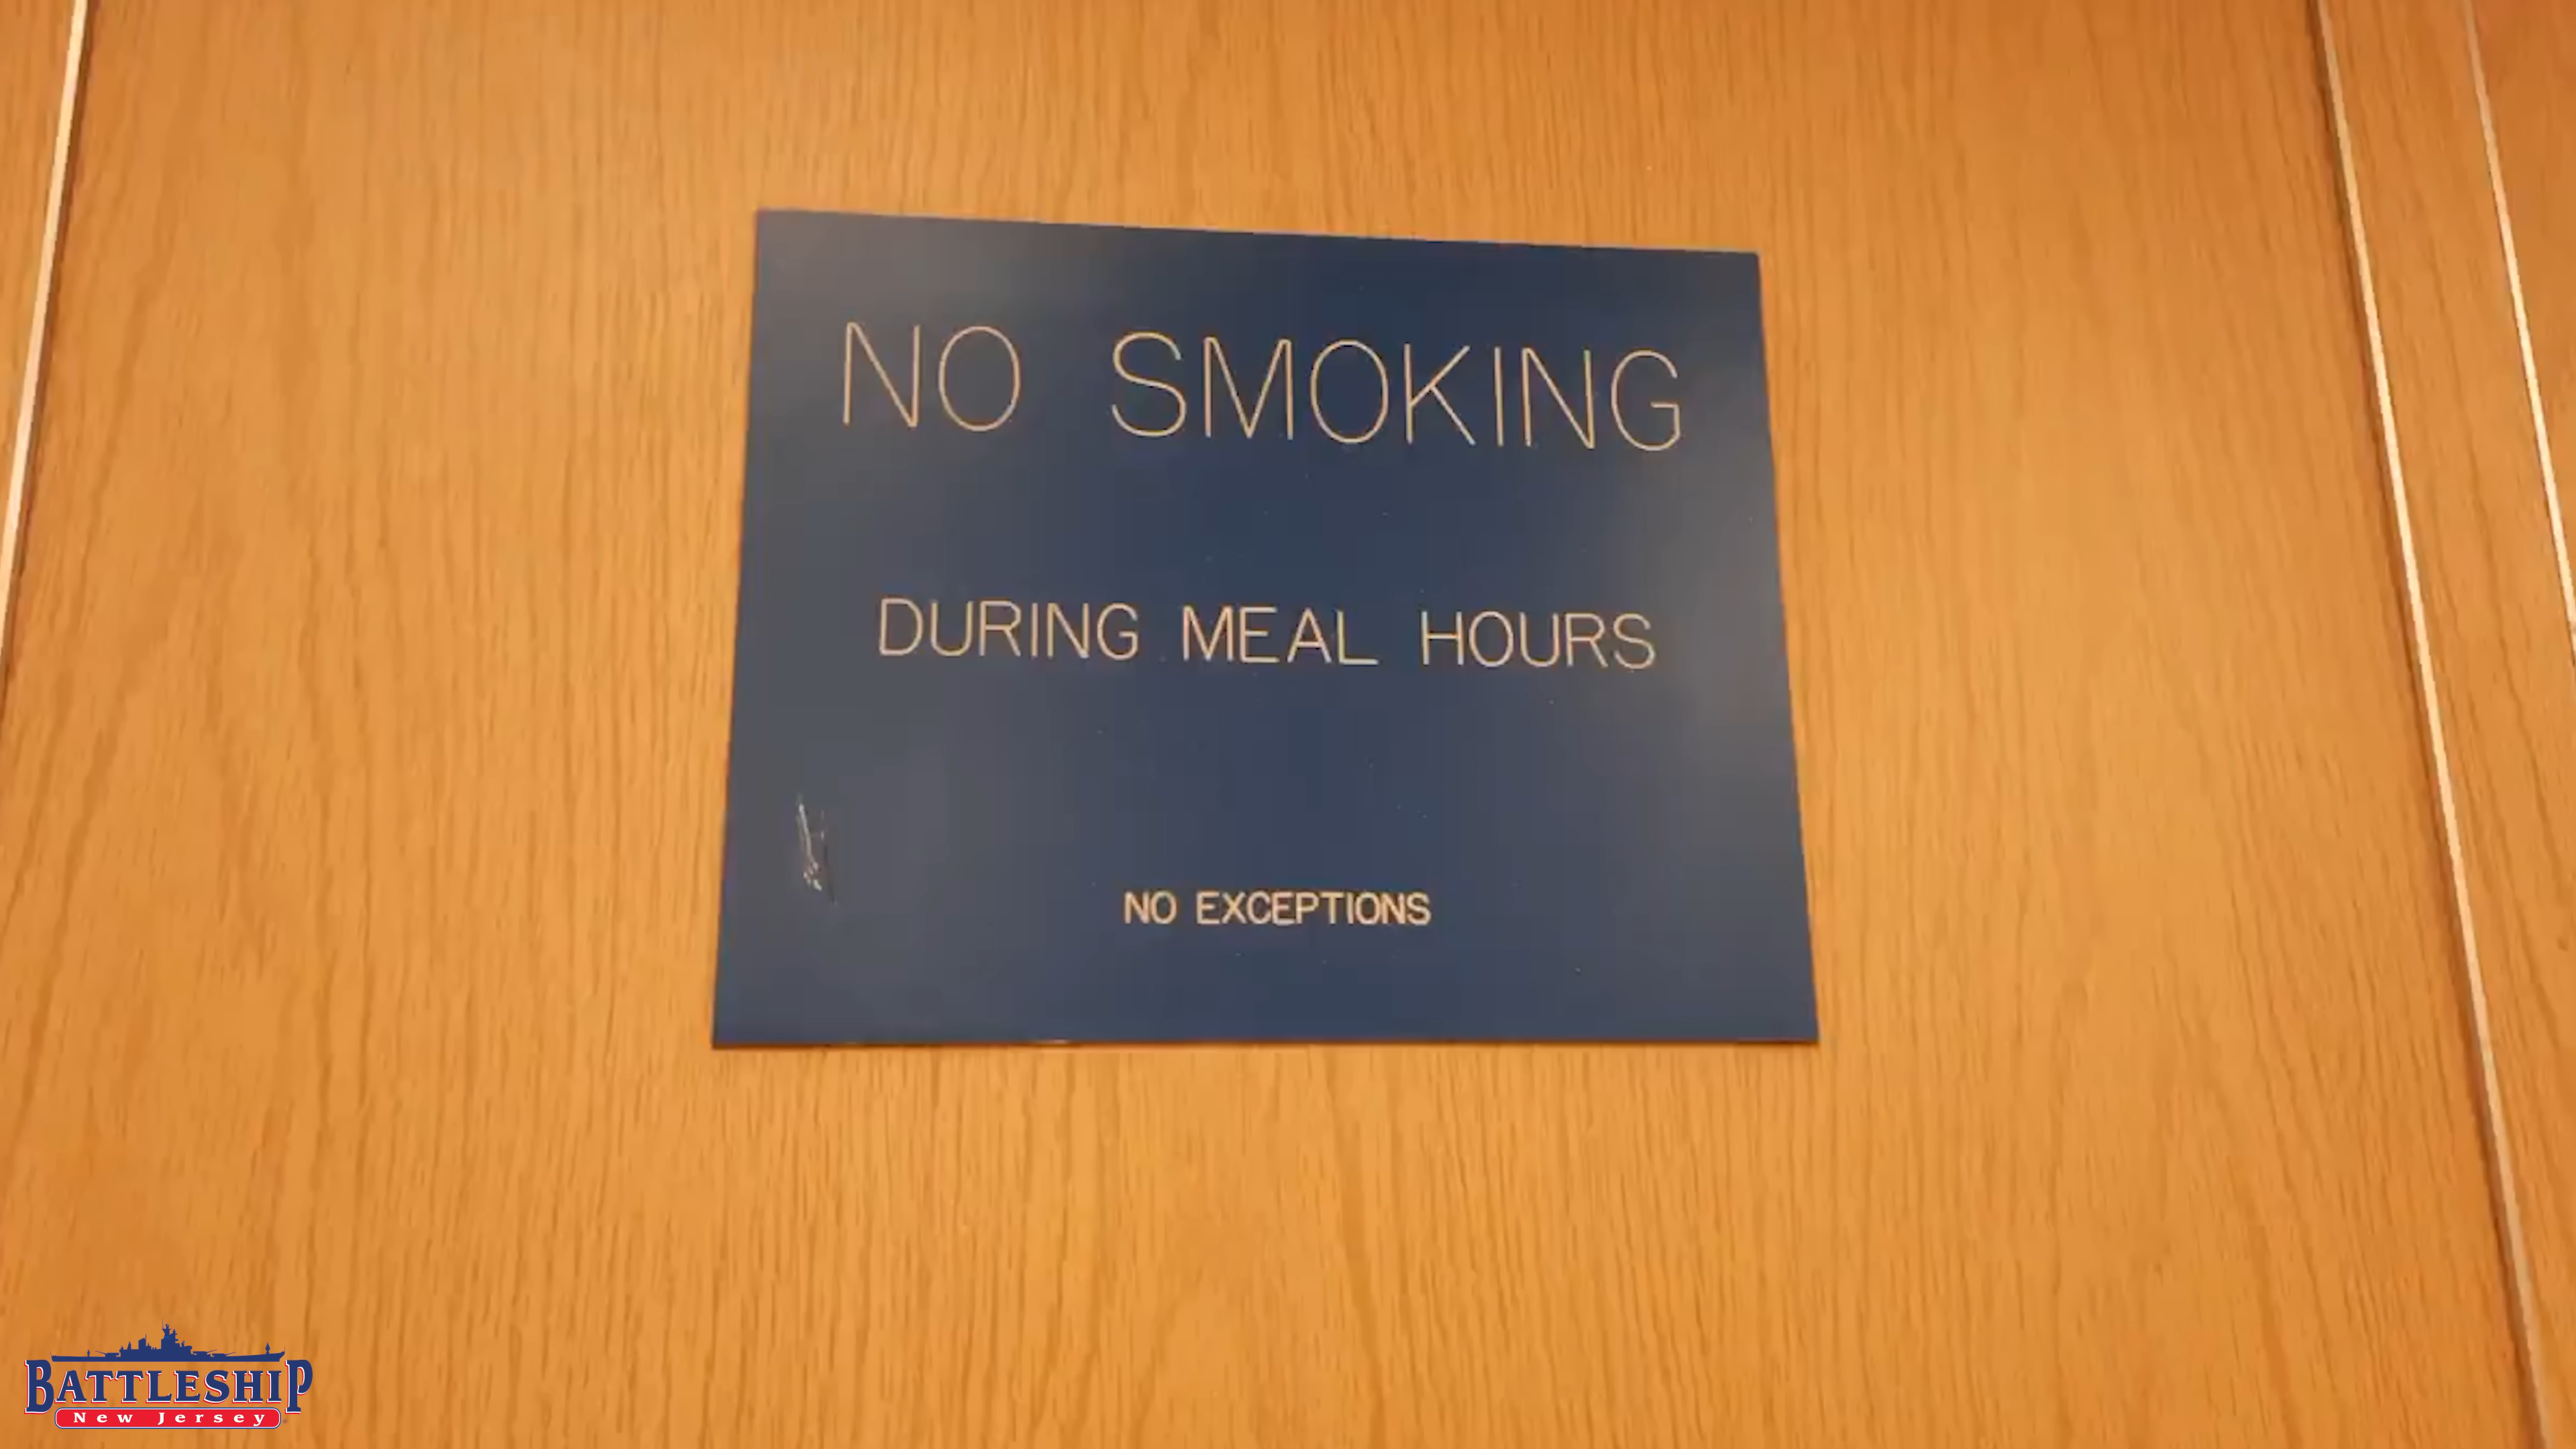 NO SMOKING
DURING MEAL HOURS
NO EXCEPTIONS
BATTLESHIP
New Jersey